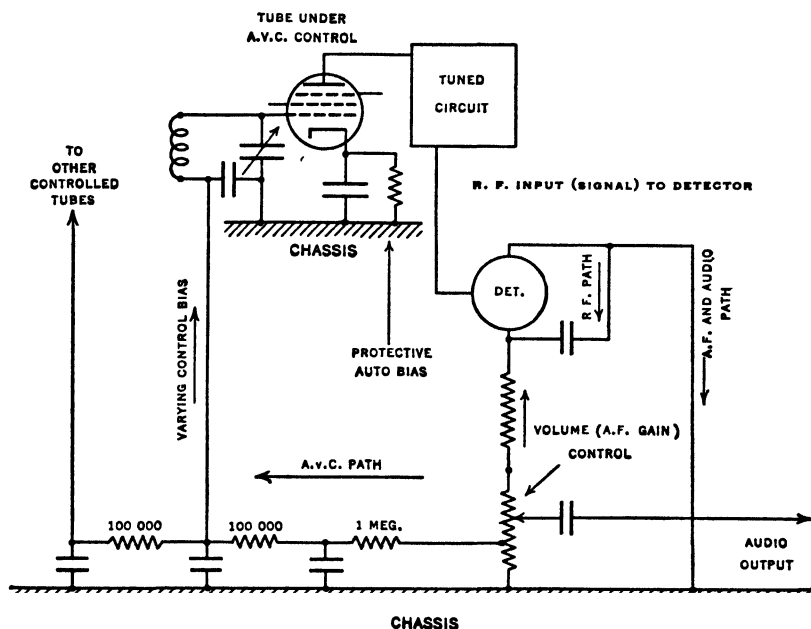 TUBE UNDER
A.V.C. CONTROL
TUNED
CIRCUIT
TO
OTHER
CONTROLLED
TUBES
R. F. INPUT (SIGNAL) TO DETECTOR
CHASSIS
DET.
R F. PATH
A.F. AND AUDIO
PATH
VARYING CONTROL BIAS
PROTECTIVE
AUTO BIAS
VOLUME (A.F. GAIN)
CONTROL
A.V.C. PATH
100 000
100 000
1 MEG.
AUDIO
OUTPUT
CHASSIS